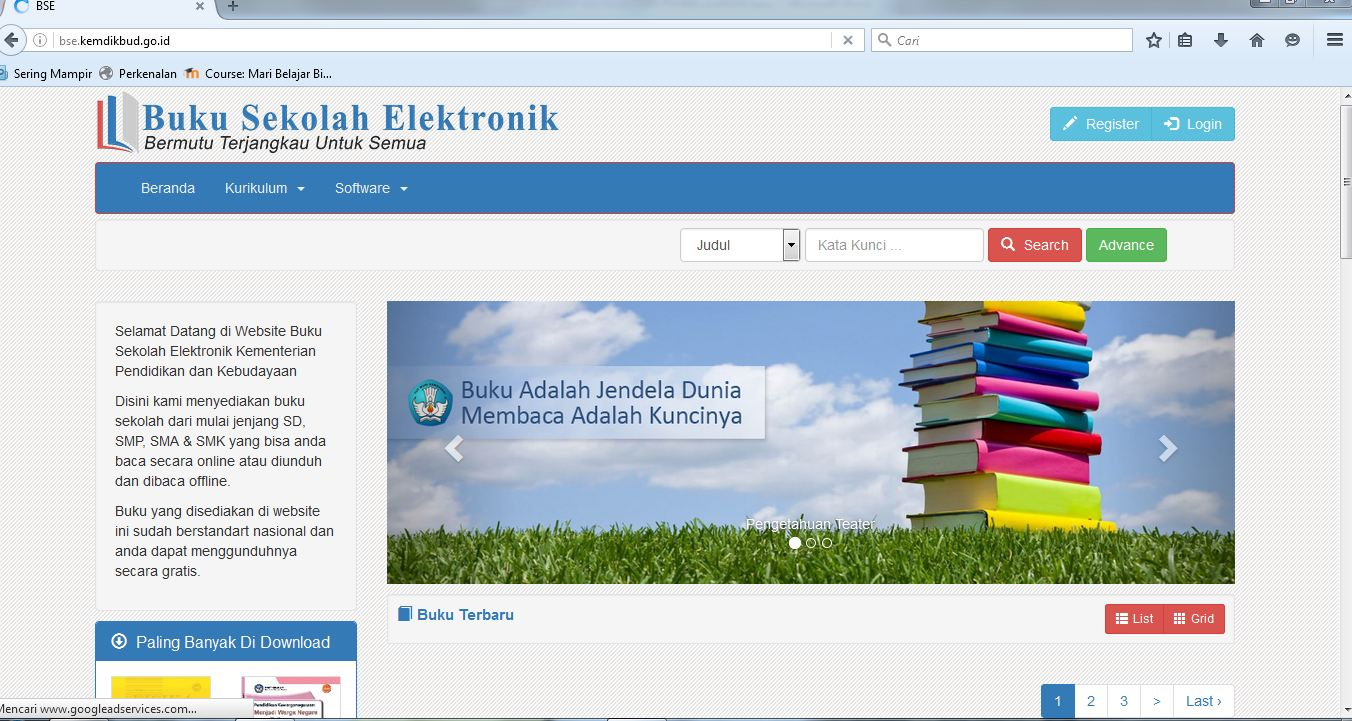 BSE
bse.kemdikbud.go.id
Cari
Sering Mampir Perkenalan Course: Mari Belajar Bi...
Buku Sekolah Elektronik
Bermutu Terjangkau Untuk Semua
Register Login
Beranda Kurikulum Software
Judul Kata Kunci ... Search Advance
Selamat Datang di Website Buku
Sekolah Elektronik Kementerian
Pendidikan dan Kebudayaan
Disini kami menyediakan buku
sekolah dari mulai jenjang SD,
SMP, SMA & SMK yang bisa anda
baca secara online atau diunduh
dan dibaca offline.
Buku yang disediakan di website
ini sudah berstandart nasional dan
anda dapat menggunduhnya
secara gratis.
Buku Adalah Jendela Dunia
Membaca Adalah Kuncinya
Pengetahuan Teater
Buku Terbaru
List Grid
Paling Banyak Di Download
Pendidikan Kewarganegaraan
Menjadi Warga Negara
1 2 3 > Last ›
Mencari www.googleadservices.com...